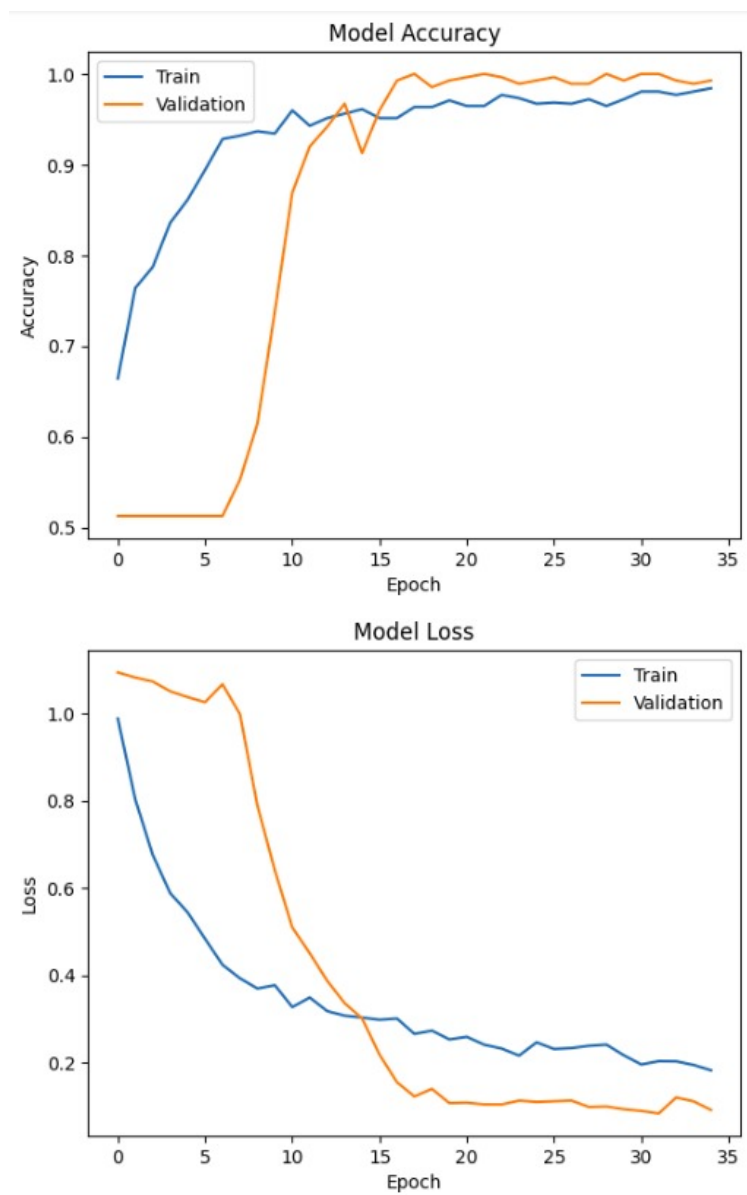 Model Accuracy
Train
Validation
1.0
0.9
0.8
0.7
0.6
0.5
Accuracy
0 5 10 15 20 25 30 35
Epoch
Model Loss
Train
Validation
1.0
0.8
0.6
0.4
0.2
Loss
0 5 10 15 20 25 30 35
Epoch